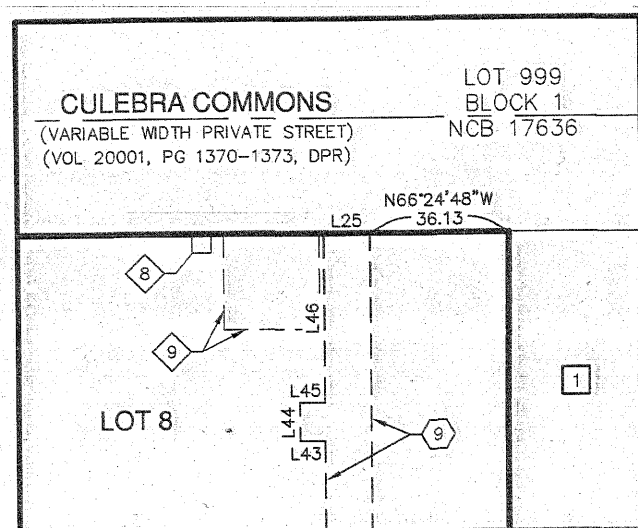 CULEBRA COMMONS
(VARIABLE WIDTH PRIVATE STREET)
(VOL 20001, PG 1370-1373, DPR)
LOT 999
BLOCK 1
NCB 17636
N66°24'48"W
L25
36.13
8
L46
9
1
L45
L44
LOT 8
9
L43